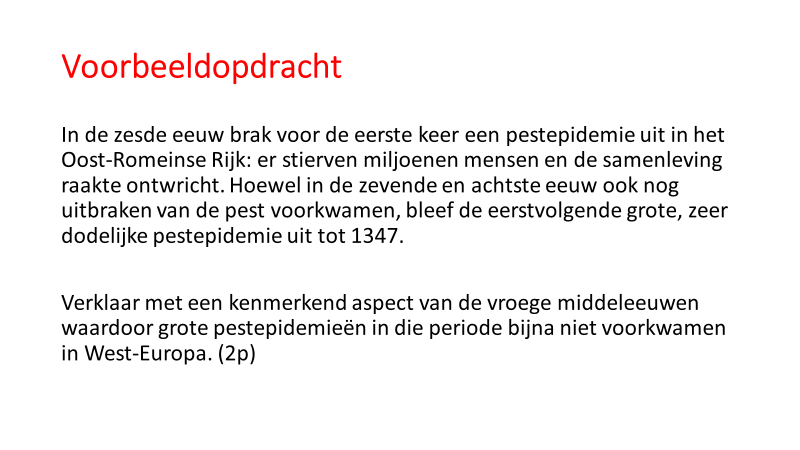 Voorbeeldopdracht
In de zesde eeuw brak voor de eerste keer een pestepidemie uit in het
Oost-Romeinse Rijk: er stierven miljoenen mensen en de samenleving
raakte ontwricht. Hoewel in de zevende en achtste eeuw ook nog
uitbraken van de pest voorkwamen, bleef de eerstvolgende grote, zeer
dodelijke pestepidemie uit tot 1347.
Verklaar met een kenmerkend aspect van de vroege middeleeuwen
waardoor grote pestepidemieën in die periode bijna niet voorkwamen
in West-Europa. (2p)